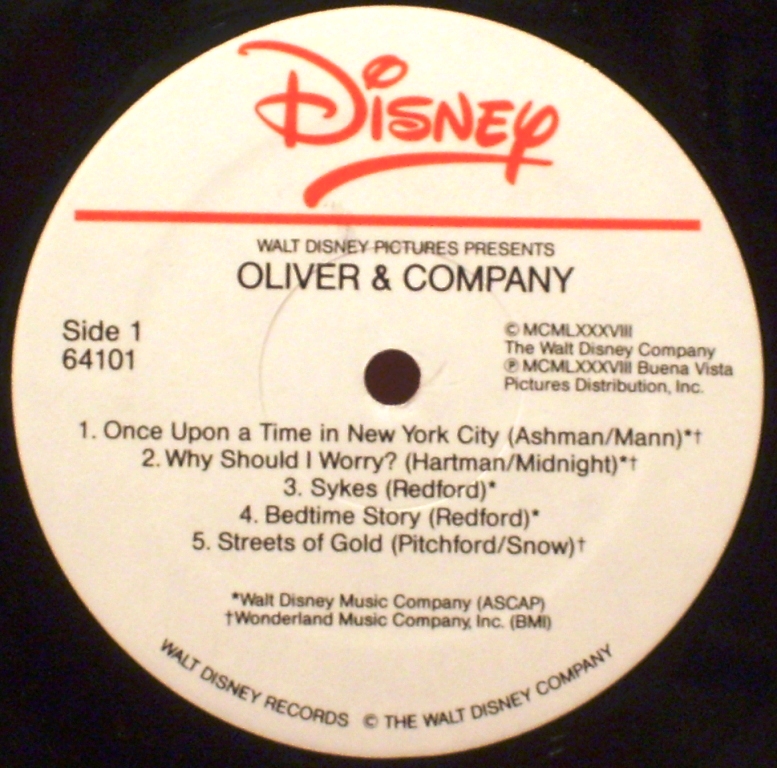 Disney
WALT DISNEY PICTURES PRESENTS
OLIVER & COMPANY
Side 1
64101
© MCMLXXXVIII
The Walt Disney Company
℗ MCMLXXXVIII Buena Vista
Pictures Distribution, Inc.
1. Once Upon a Time in New York City (Ashman/Mann)*†
2. Why Should I Worry? (Hartman/Midnight)*†
3. Sykes (Redford)*
4. Bedtime Story (Redford)*
5. Streets of Gold (Pitchford/Snow)†
*Walt Disney Music Company (ASCAP)
†Wonderland Music Company, Inc. (BMI)
WALT DISNEY RECORDS © THE WALT DISNEY COMPANY